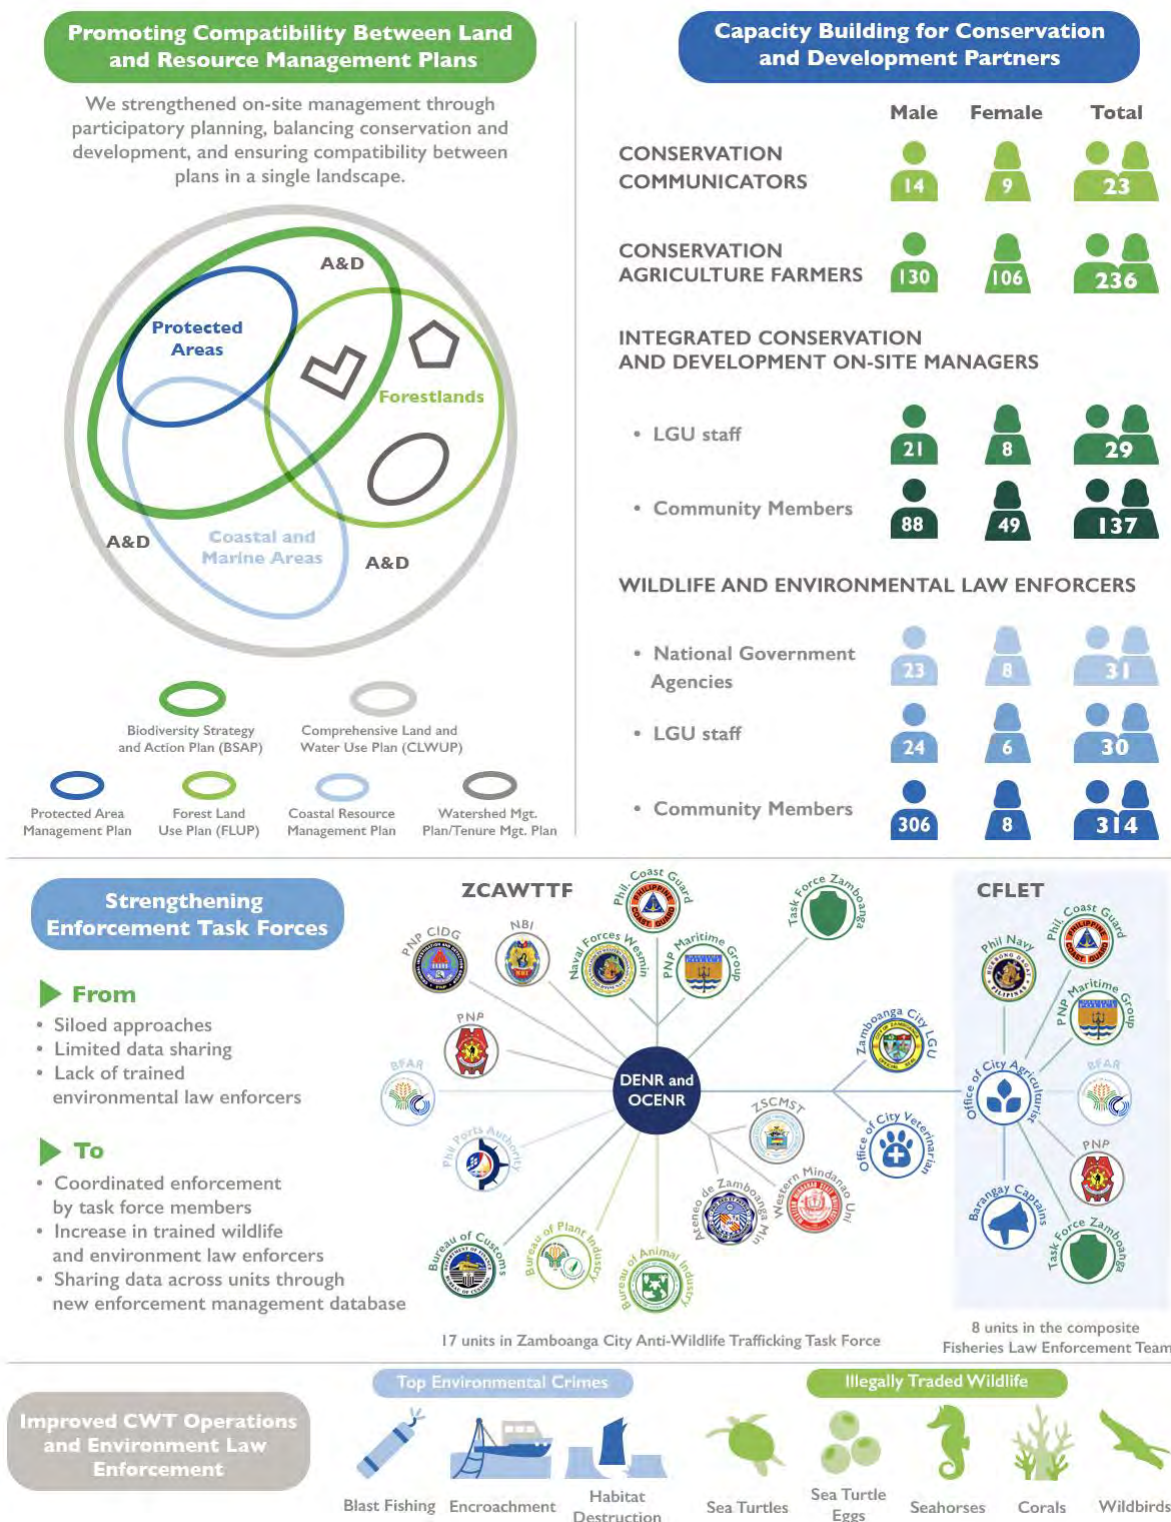 Promoting Compatibility Between Land
and Resource Management Plans
We strengthened on-site management through
participatory planning, balancing conservation and
development, and ensuring compatibility between
plans in a single landscape.
A&D
Protected
Areas
Forestlands
A&D
Coastal and
Marine Areas
A&D
Biodiversity Strategy
and Action Plan (BSAP)
Comprehensive Land and
Water Use Plan (CLWUP)
Protected Area
Management Plan
Forest Land
Use Plan (FLUP)
Coastal Resource
Management Plan
Watershed Mgt.
Plan/Tenure Mgt. Plan
Capacity Building for Conservation
and Development Partners
Male Female Total
CONSERVATION
COMMUNICATORS
14 9 23
CONSERVATION
AGRICULTURE FARMERS
130 106 236
INTEGRATED CONSERVATION
AND DEVELOPMENT ON-SITE MANAGERS
• LGU staff
21 8 29
• Community Members
88 49 137
WILDLIFE AND ENVIRONMENTAL LAW ENFORCERS
• National Government
Agencies
23 8 31
• LGU staff
24 6 30
• Community Members
306 8 314
Strengthening
Enforcement Task Forces
From
• Siloed approaches
• Limited data sharing
• Lack of trained
environmental law enforcers
To
• Coordinated enforcement
by task force members
• Increase in trained wildlife
and environment law enforcers
• Sharing data across units through
new enforcement management database
ZCAWTTF
PNP CIDG
NBI
Naval Forces Wesmin
Phil. Coast Guard
PHILIPPINE
COAST GUARD
PNP Maritime Group
Task Force Zamboanga
PNP
BFAR
Phil Ports Authority
Bureau of Customs
Bureau of Plant Industry
Bureau of Animal Industry
DENR and
OCENR
ZSCMST
Ateneo de Zamboanga Min
Western Mindanao Uni
Zamboanga City LGU
Office of City Veterinarian
17 units in Zamboanga City Anti-Wildlife Trafficking Task Force
CFLET
Phil Navy
Phil. Coast Guard
PHILIPPINE
COAST GUARD
PNP Maritime Group
Office of City Agriculturist
BFAR
PNP
Barangay Captains
Task Force Zamboanga
8 units in the composite
Fisheries Law Enforcement Team
Improved CWT Operations
and Environment Law
Enforcement
Top Environmental Crimes
Blast Fishing
Encroachment
Habitat
Destruction
Illegally Traded Wildlife
Sea Turtles
Sea Turtle
Eggs
Seahorses
Corals
Wildbirds